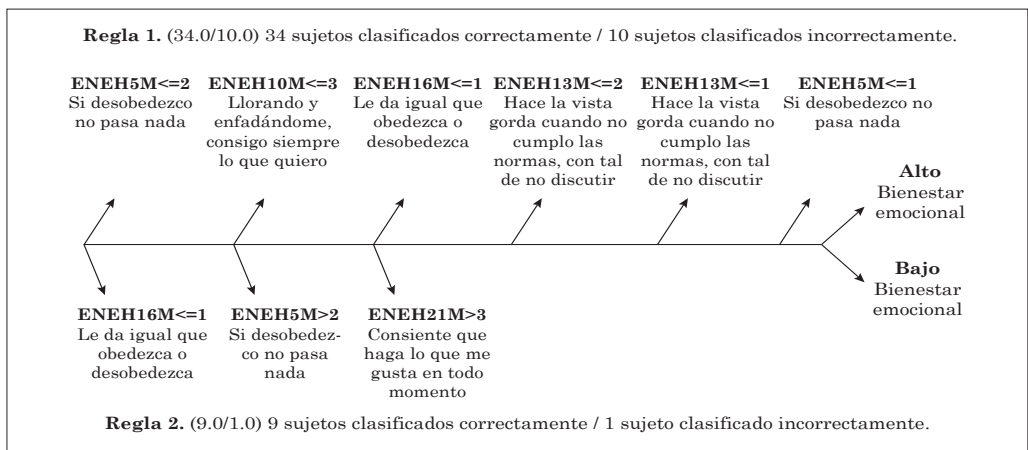 Regla 1. (34.0/10.0) 34 sujetos clasificados correctamente / 10 sujetos clasificados incorrectamente.
ENEH5M<=2
Si desobedezco
no pasa nada
ENEH10M<=3
Llorando y
enfadándome,
consigo siempre
lo que quiero
ENEH16M<=1
Le da igual que
obedezca o
desobedezca
ENEH13M<=2
Hace la vista
gorda cuando no
cumplo las
normas, con tal
de no discutir
ENEH13M<=1
Hace la vista
gorda cuando no
cumplo las
normas, con tal
de no discutir
ENEH5M<=1
Si desobedezco no
pasa nada
Alto
Bienestar
emocional
Bajo
Bienestar
emocional
ENEH16M<=1
Le da igual que
obedezca o
desobedezca
ENEH5M>2
Si desobedez-
co no pasa
nada
ENEH21M>3
Consiente que
haga lo que me
gusta en todo
momento
Regla 2. (9.0/1.0) 9 sujetos clasificados correctamente / 1 sujeto clasificado incorrectamente.